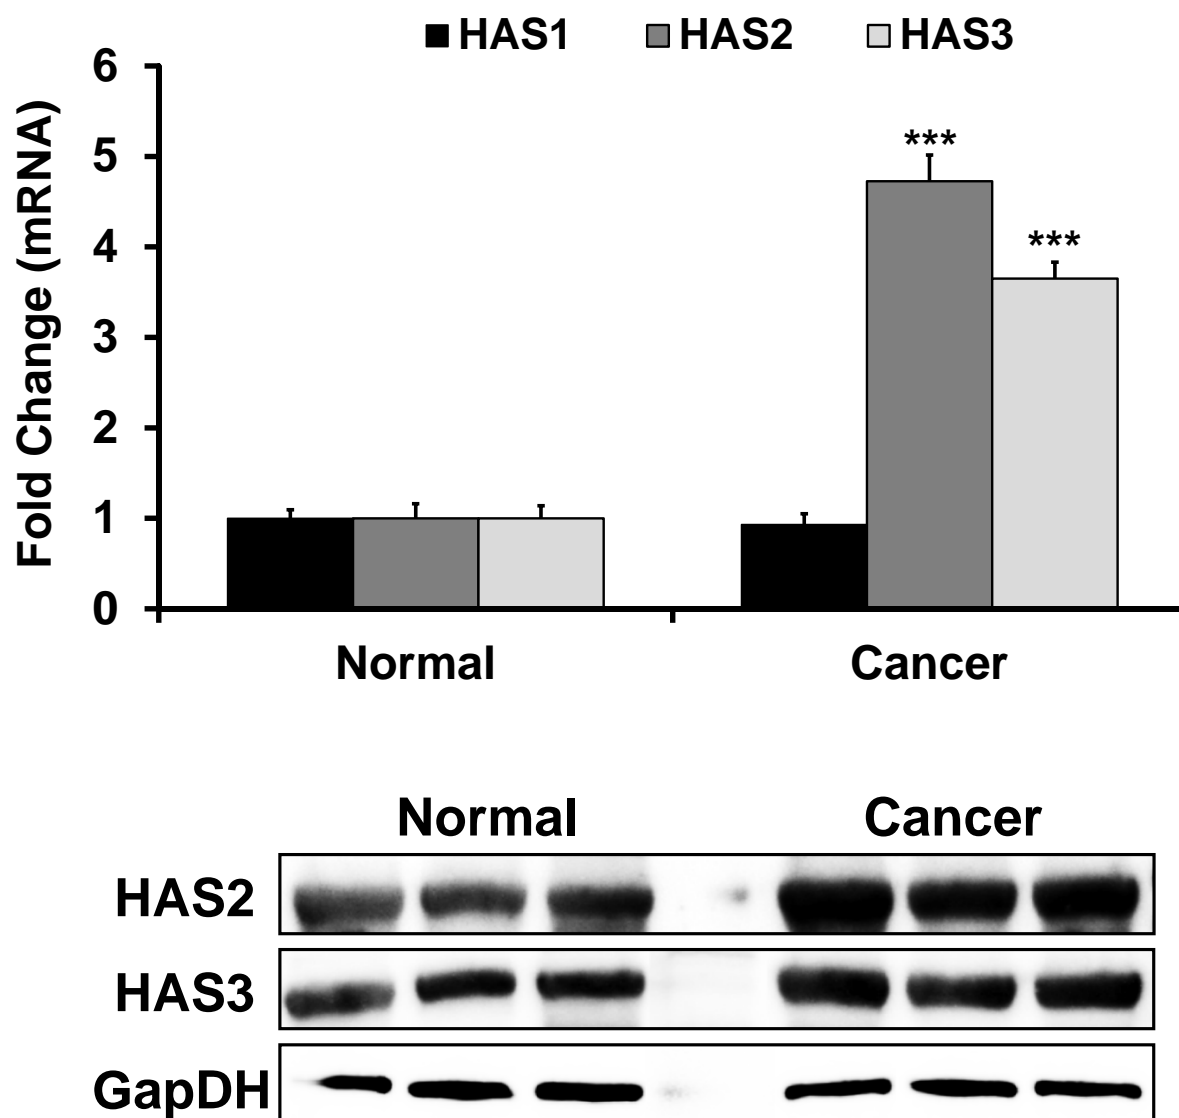 HAS1 HAS2 HAS3
6
5
4
3
2
1
0
Fold Change (mRNA)
***
***
Normal Cancer
Normal Cancer
HAS2
HAS3
GapDH